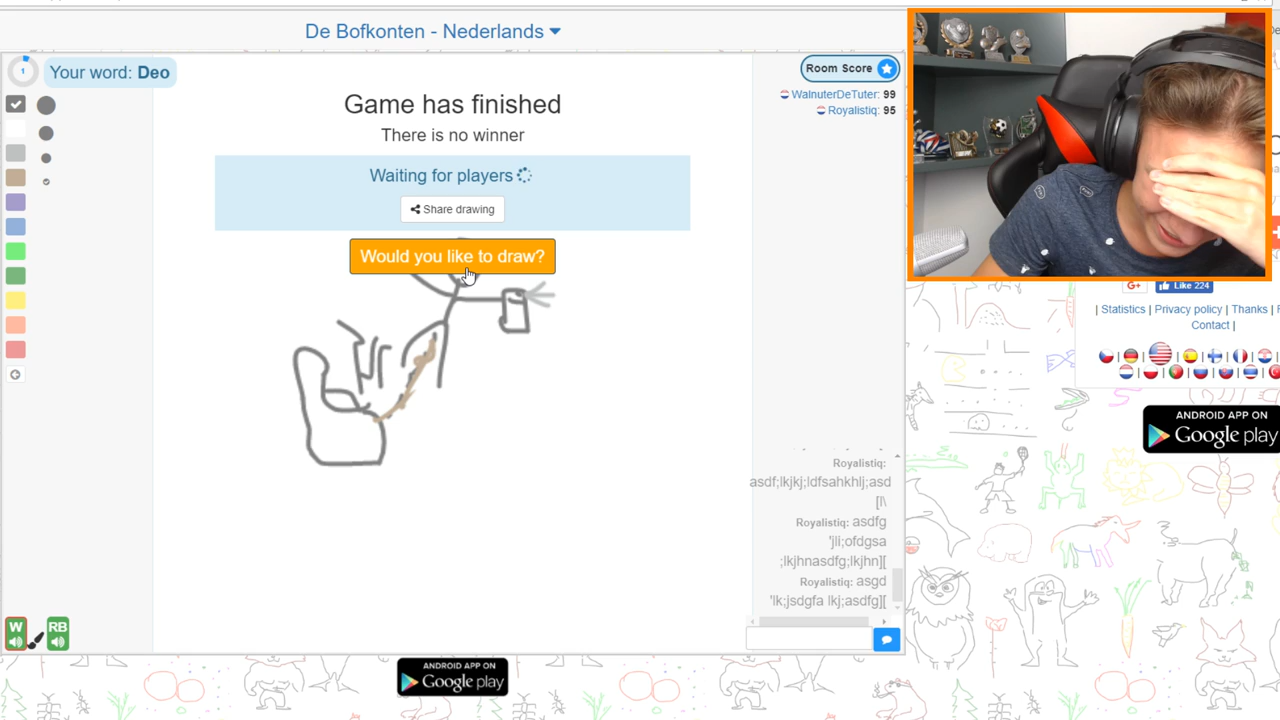 De Bofkonten - Nederlands
1
Your word: Deo
Game has finished
There is no winner
Waiting for players
Share drawing
Would you like to draw?
Room Score
WalnuterDeTuter: 99
Royalistiq: 95
Royalistiq:
asdf;lkjkj;ldfsahkhlj;asd
[l\
Royalistiq: asdfg
'jli;ofdgsa
;lkjhnasdfg;lkjhn][
Royalistiq: asgd
'lk;jsdgfa lkj;asdfg][
W
RB
G+
Like 224
| Statistics | Privacy policy | Thanks |
Contact |
ANDROID APP ON
Google play
ANDROID APP ON
Google play